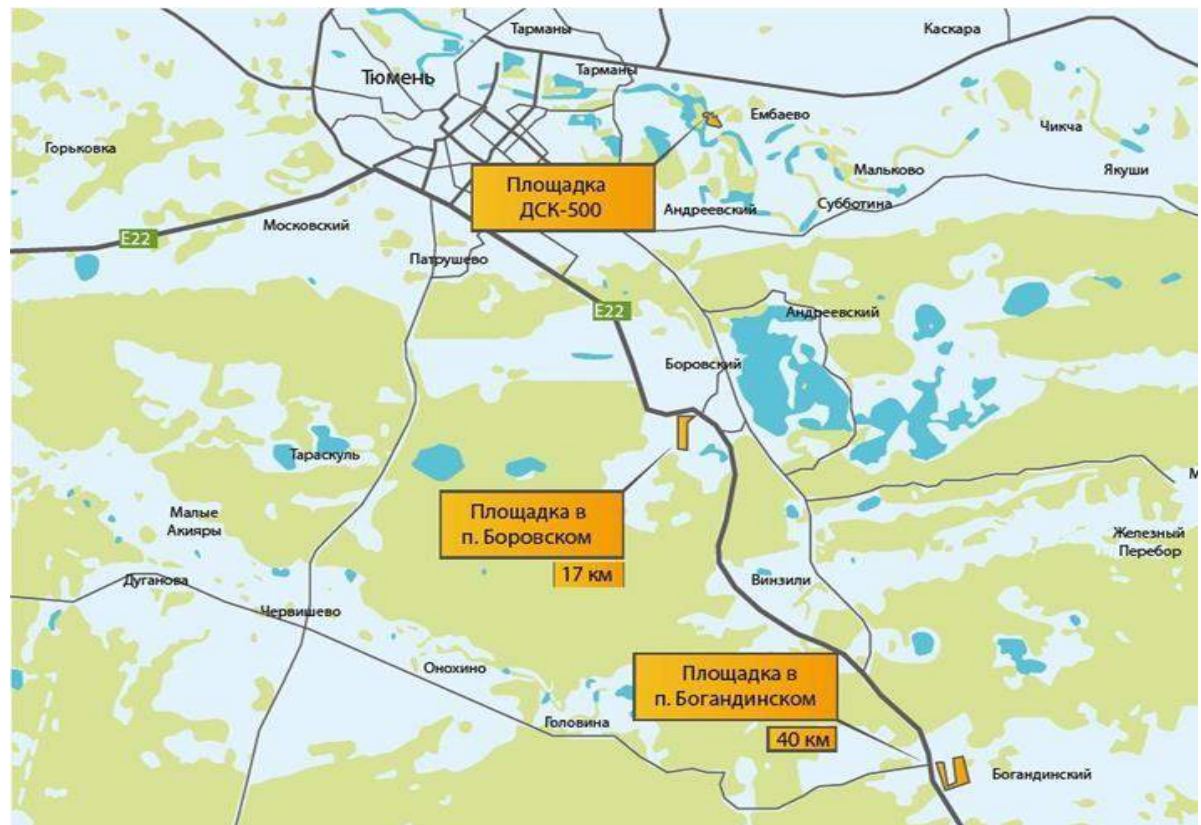 Тарманы
Каскара
Тюмень
Тарманы
Ембаево
Чикча
Горьковка
Мальково
Якуши
Площадка
ДСК-500
Андреевский
Субботина
Московский
E22
Патрушево
E22
Андреевский
Боровский
Тараскуль
М
Малые
Акияры
Площадка в
п. Боровском
17 км
Железный
Перебор
Дуганова
Винзили
Червишево
Онохино
Площадка в
п. Богандинском
Головина
40 км
Богандинский